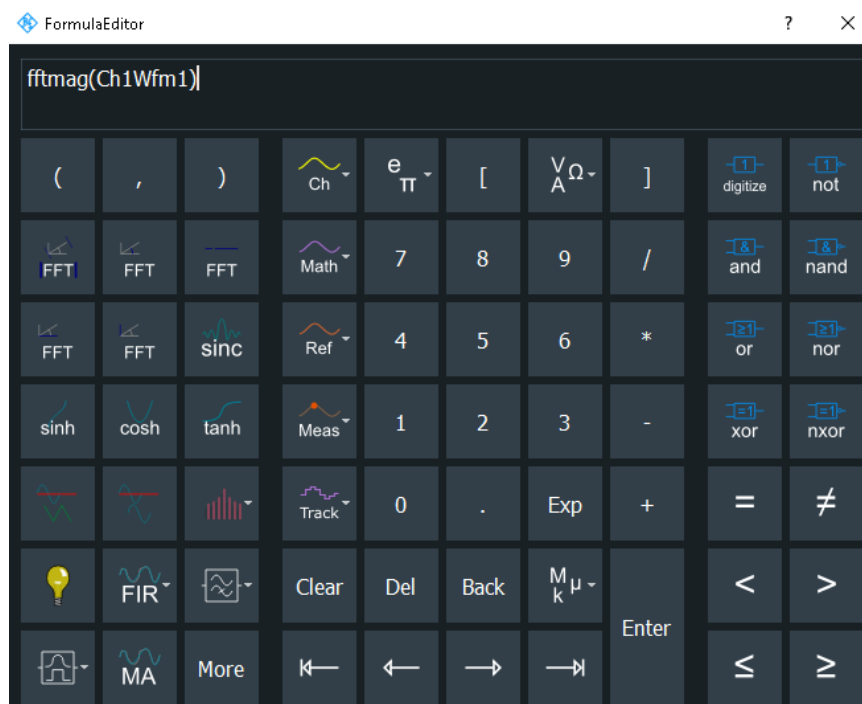 FormulaEditor ? ×
fftmag(Ch1Wfm1)
( , ) Ch e π [ V A Ω ] 1 digitize 1 not
|FFT| FFT FFT Math 7 8 9 / & and & nand
FFT FFT sinc Ref 4 5 6 * ≥1 or ≥1 nor
sinh cosh tanh Meas 1 2 3 - =1 xor =1 nxor
Track 0 . Exp + = ≠
FIR Clear Del Back M k μ Enter < >
MA More ≤ ≥